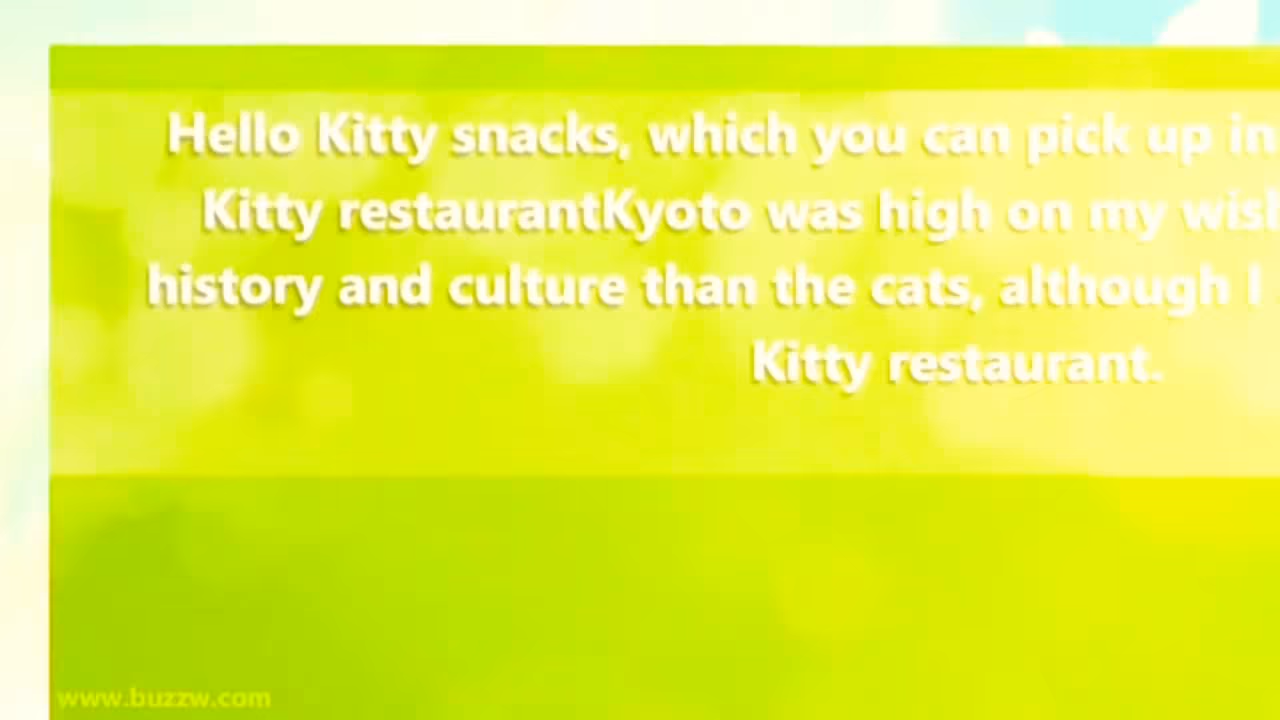 Hello Kitty snacks, which you can pick up in
Kitty restaurantKyoto was high on my
history and culture than the cats, although I
Kitty restaurant.
www.buzzw.com